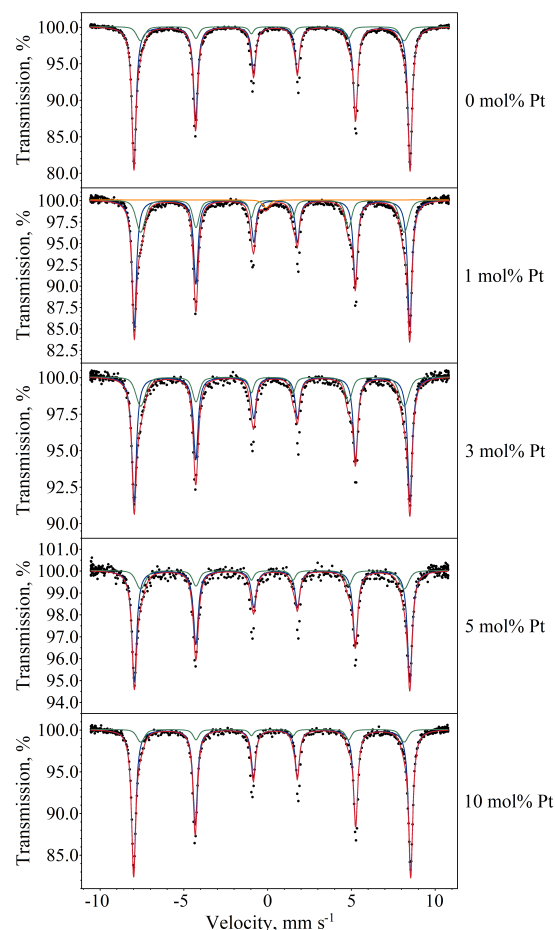 100.0
95.0
90.0
85.0
80.0
Transmission, %
0 mol% Pt
100.0
97.5
95.0
92.5
90.0
87.5
85.0
82.5
Transmission, %
1 mol% Pt
100.0
97.5
95.0
92.5
90.0
Transmission, %
3 mol% Pt
101.0
100.0
99.0
98.0
97.0
96.0
95.0
94.0
Transmission, %
5 mol% Pt
100.0
95.0
90.0
85.0
Transmission, %
10 mol% Pt
-10 -5 0 5 10
Velocity, mm s⁻¹